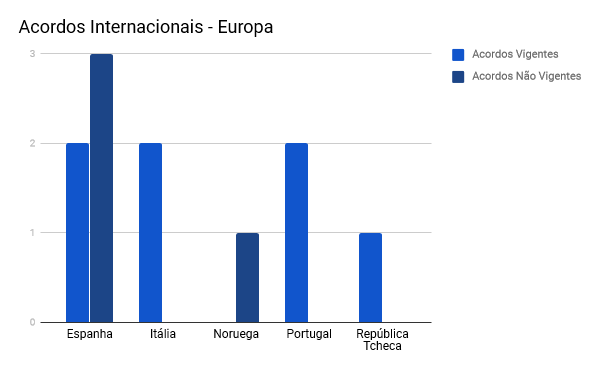 Acordos Internacionais - Europa
3
2
1
0
Acordos Vigentes
Acordos Não Vigentes
Espanha
Itália
Noruega
Portugal
República
Tcheca